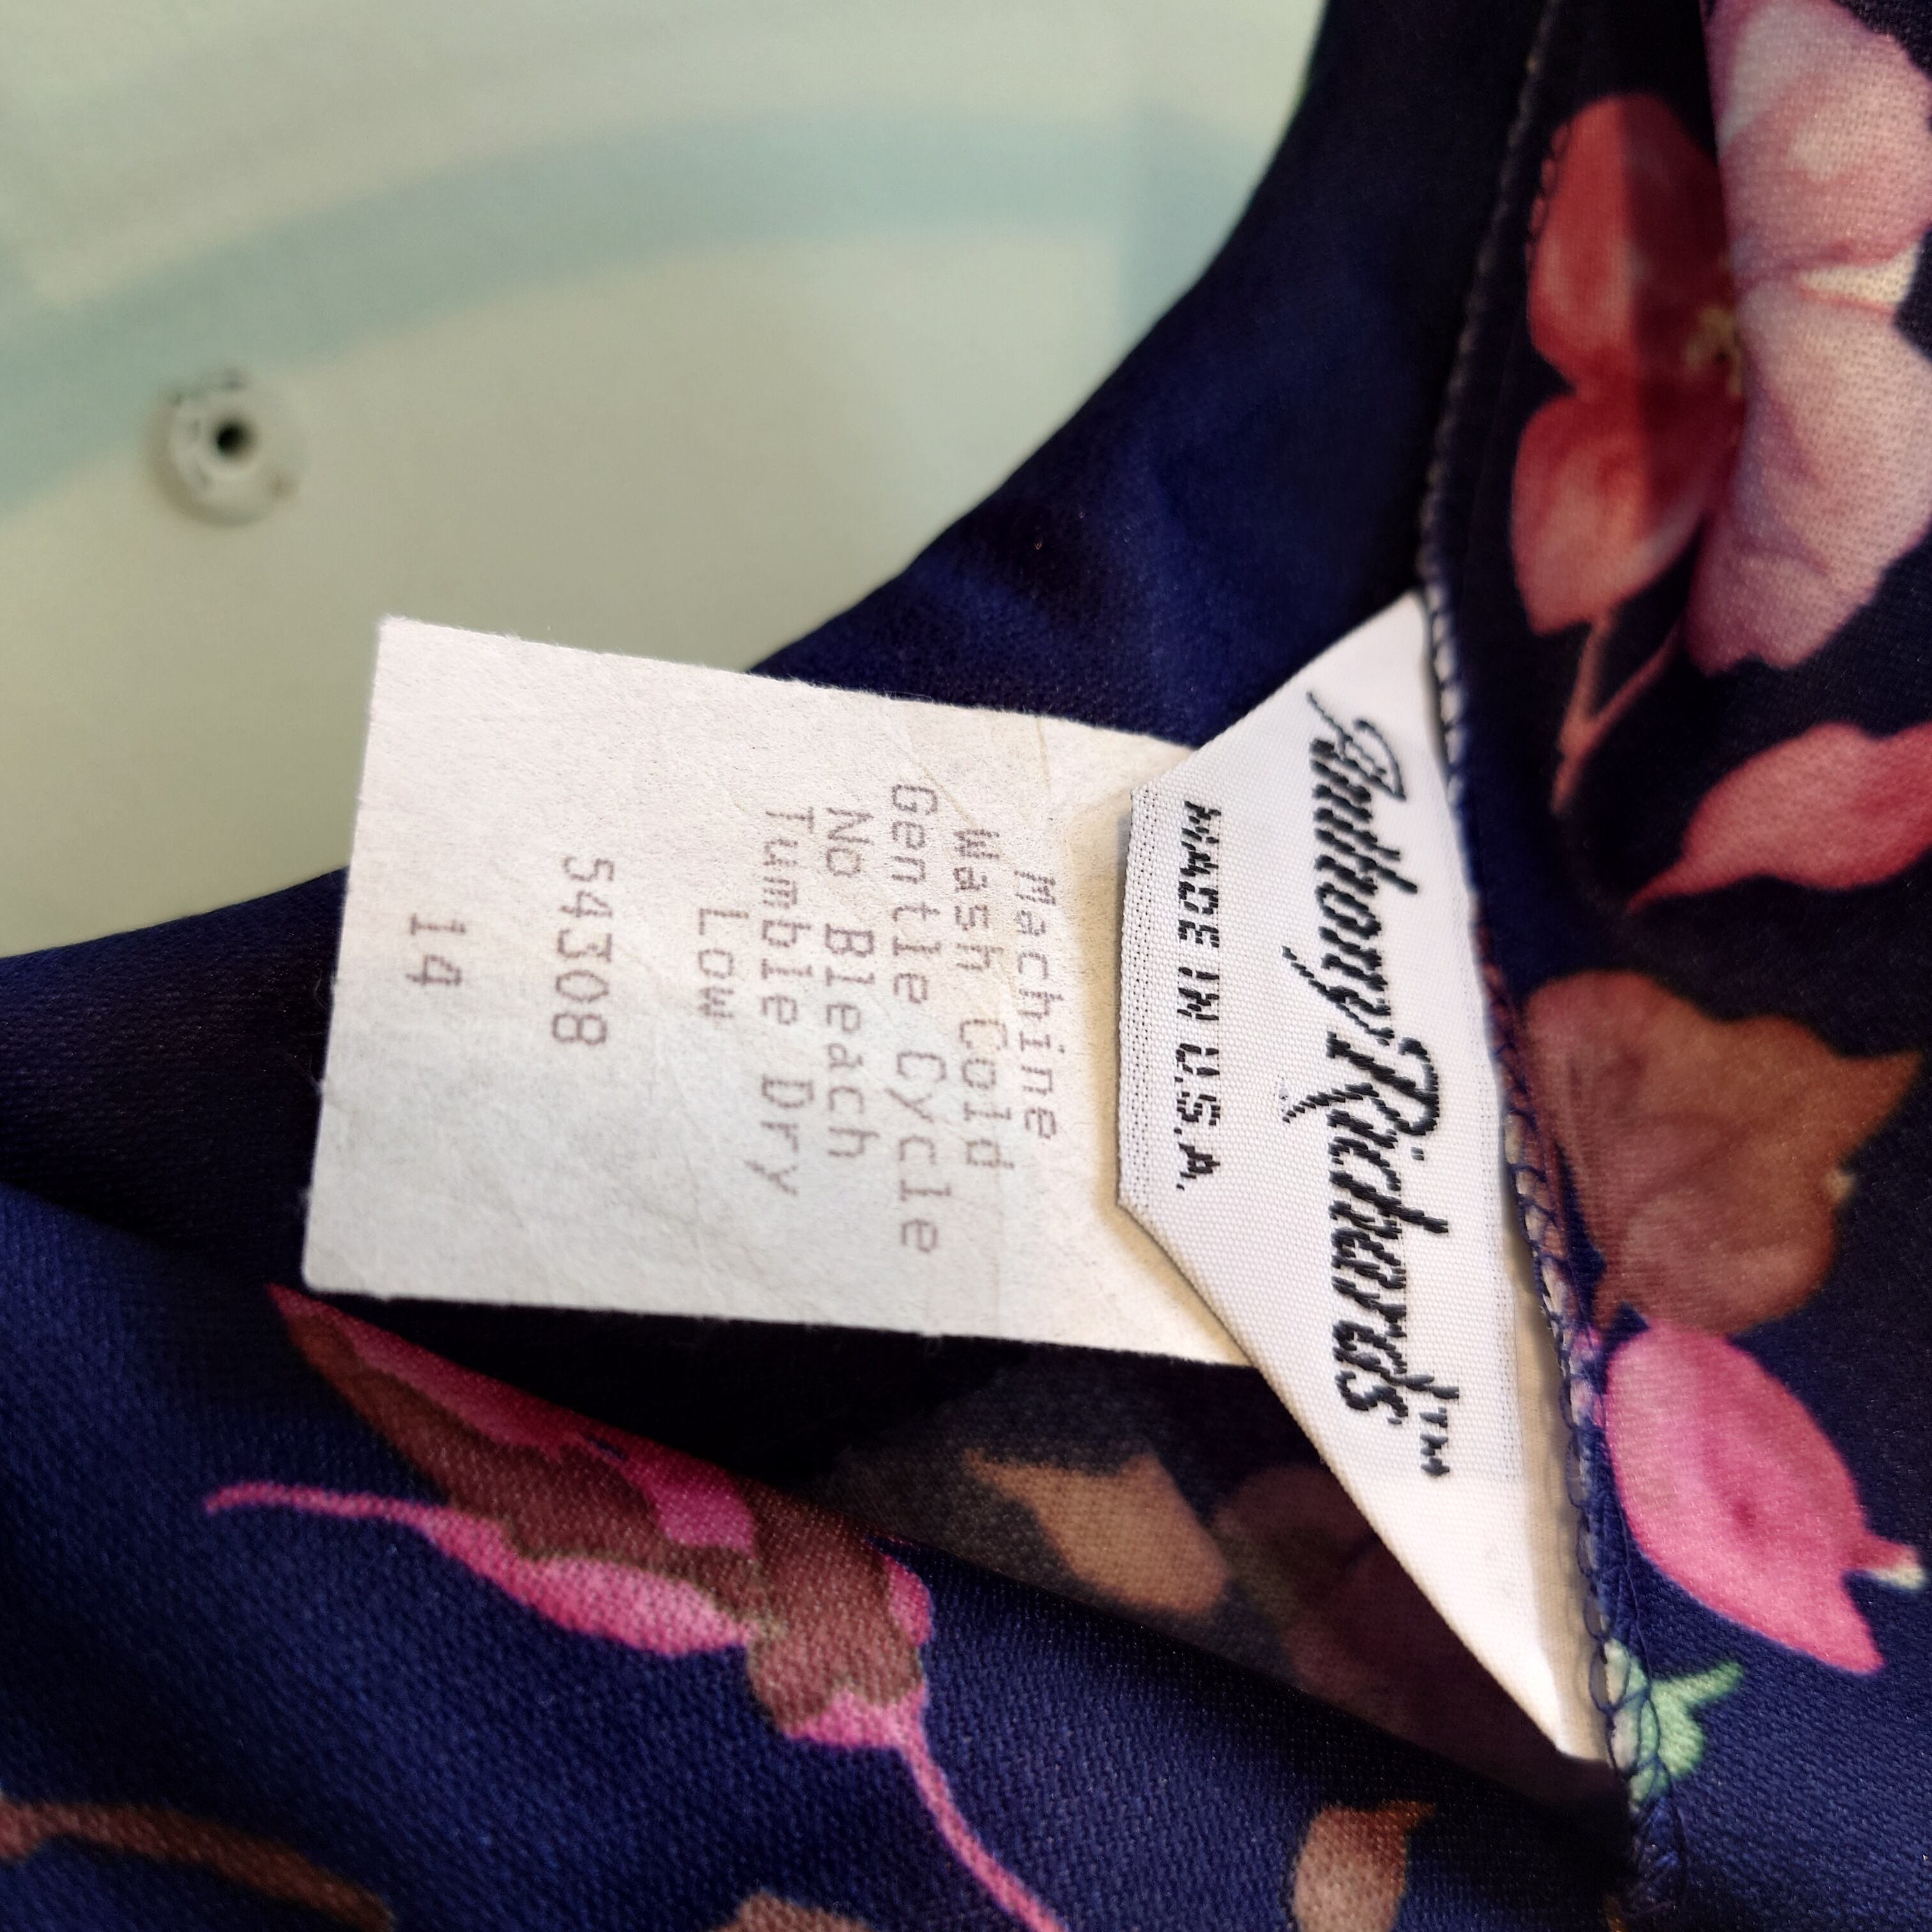 Anthony Richards™
MADE IN U.S.A.
Machine
Wash Cold
Gentle Cycle
No Bleach
Tumble Dry
Low
54308
14